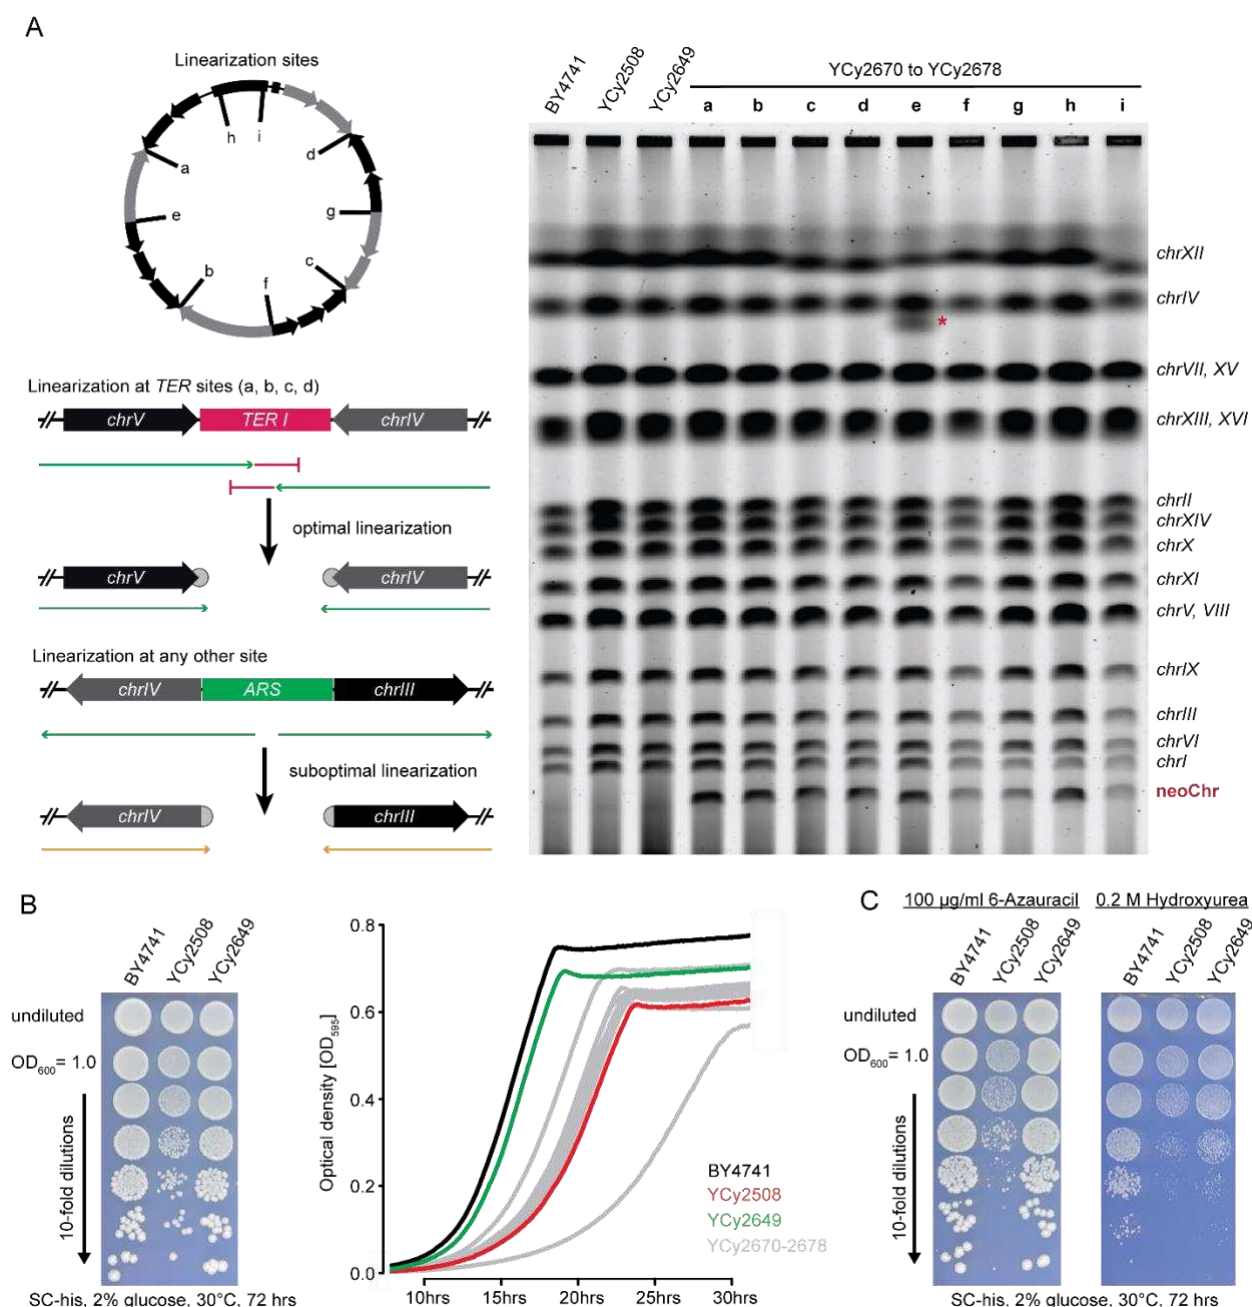 A
Linearization sites
h
i
a
d
e
g
b
f
c
Linearization at TER sites (a, b, c, d)
chrV
TER I
chrIV
optimal linearization
chrV
chrIV
Linearization at any other site
chrIV
ARS
chrIII
suboptimal linearization
chrIV
chrIII
BY4741
YCy2508
YCy2649
YCy2670 to YCy2678
a b c d e f g h i
chrXII
chrIV
*
chrVII, XV
chrXIII, XVI
chrII
chrXIV
chrX
chrXI
chrV, VIII
chrIX
chrIII
chrVI
chrI
neoChr
B
BY4741
YCy2508
YCy2649
undiluted
OD600= 1.0
10-fold dilutions
SC-his, 2% glucose, 30°C, 72 hrs
Optical density [OD595]
0.8
0.6
0.4
0.2
0.0
10hrs 15hrs 20hrs 25hrs 30hrs
BY4741
YCy2508
YCy2649
YCy2670-2678
C
100 µg/ml 6-Azauracil
0.2 M Hydroxyurea
BY4741
YCy2508
YCy2649
BY4741
YCy2508
YCy2649
undiluted
OD600= 1.0
10-fold dilutions
SC-his, 2% glucose, 30°C, 72 hrs